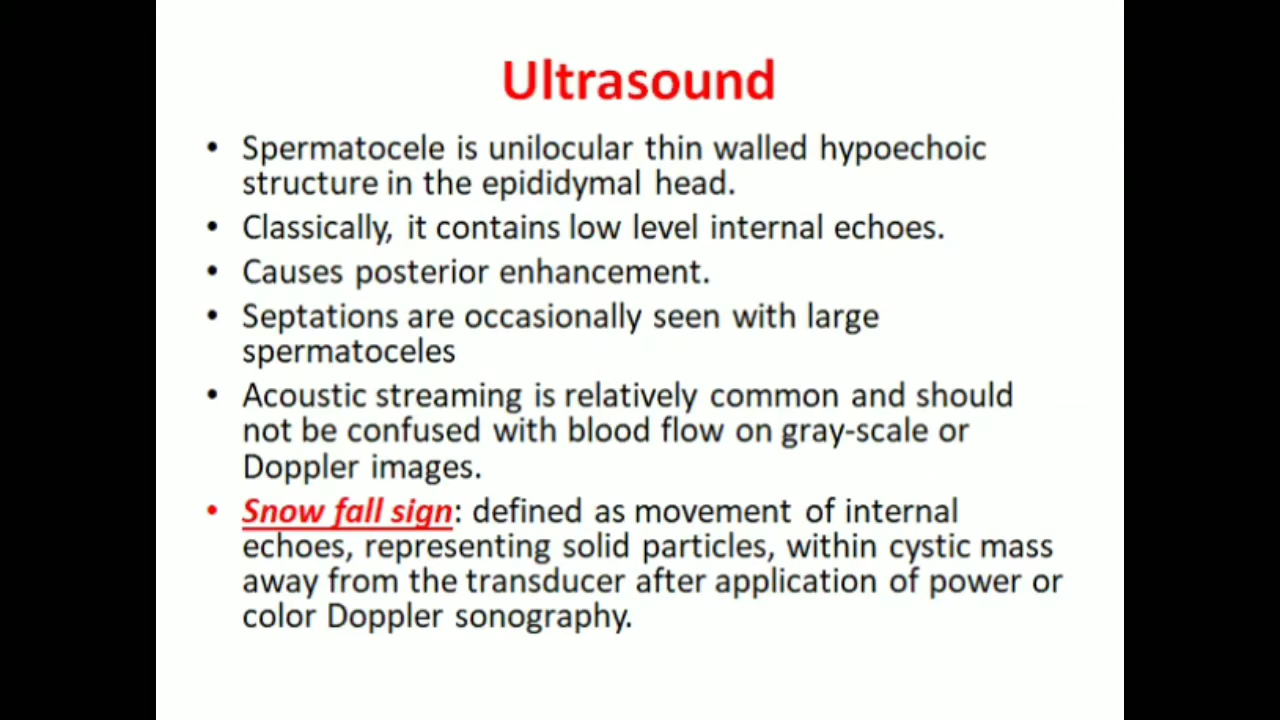 Ultrasound
• Spermatocele is unilocular thin walled hypoechoic
structure in the epididymal head.
• Classically, it contains low level internal echoes.
• Causes posterior enhancement.
• Septations are occasionally seen with large
spermatoceles
• Acoustic streaming is relatively common and should
not be confused with blood flow on gray-scale or
Doppler images.
• Snow fall sign: defined as movement of internal
echoes, representing solid particles, within cystic mass
away from the transducer after application of power or
color Doppler sonography.